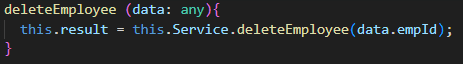 deleteEmployee (data: any){
this.result = this.Service.deleteEmployee(data.empId);
}